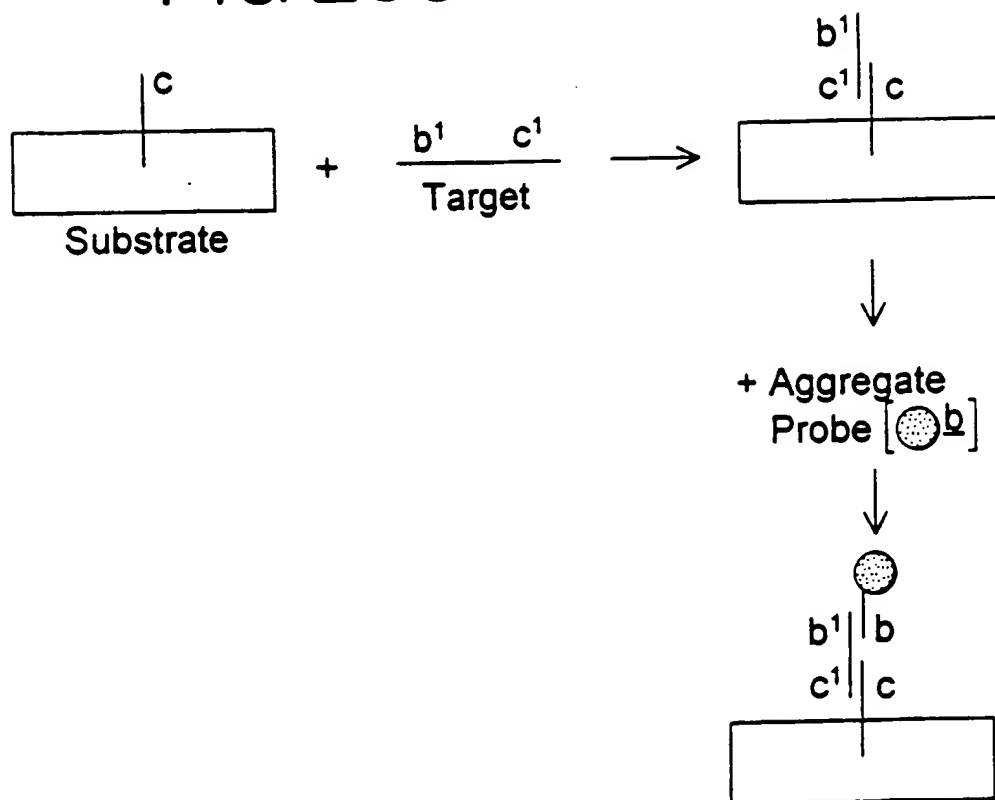 c
Substrate
+
b¹ c¹
Target
b¹
c¹ c
+ Aggregate
Probe [b]
b¹ b
c¹ c